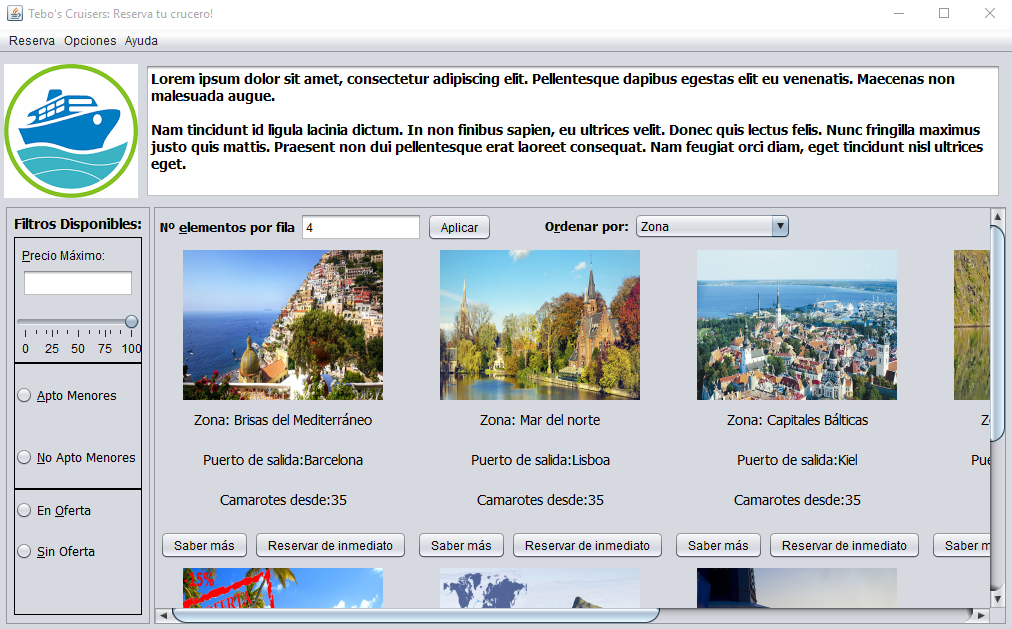 Tebo's Cruisers: Reserva tu crucero!
Reserva Opciones Ayuda
Lorem ipsum dolor sit amet, consectetur adipiscing elit. Pellentesque dapibus egestas elit eu venenatis. Maecenas non
malesuada augue.
Nam tincidunt id ligula lacinia dictum. In non finibus sapien, eu ultrices velit. Donec quis lectus felis. Nunc fringilla maximus
justo quis mattis. Praesent non dui pellentesque erat laoreet consequat. Nam feugiat orci diam, eget tincidunt nisl ultrices
eget.
Filtros Disponibles:
Precio Máximo:
0 25 50 75 100
Apto Menores
No Apto Menores
En Oferta
Sin Oferta
Nº elementos por fila 4 Aplicar Ordenar por: Zona
Zona: Brisas del Mediterráneo Zona: Mar del norte Zona: Capitales Bálticas
Puerto de salida:Barcelona Puerto de salida:Lisboa Puerto de salida:Kiel
Camarotes desde:35 Camarotes desde:35 Camarotes desde:35
Saber más Reservar de inmediato Saber más Reservar de inmediato Saber más Reservar de inmediato Saber